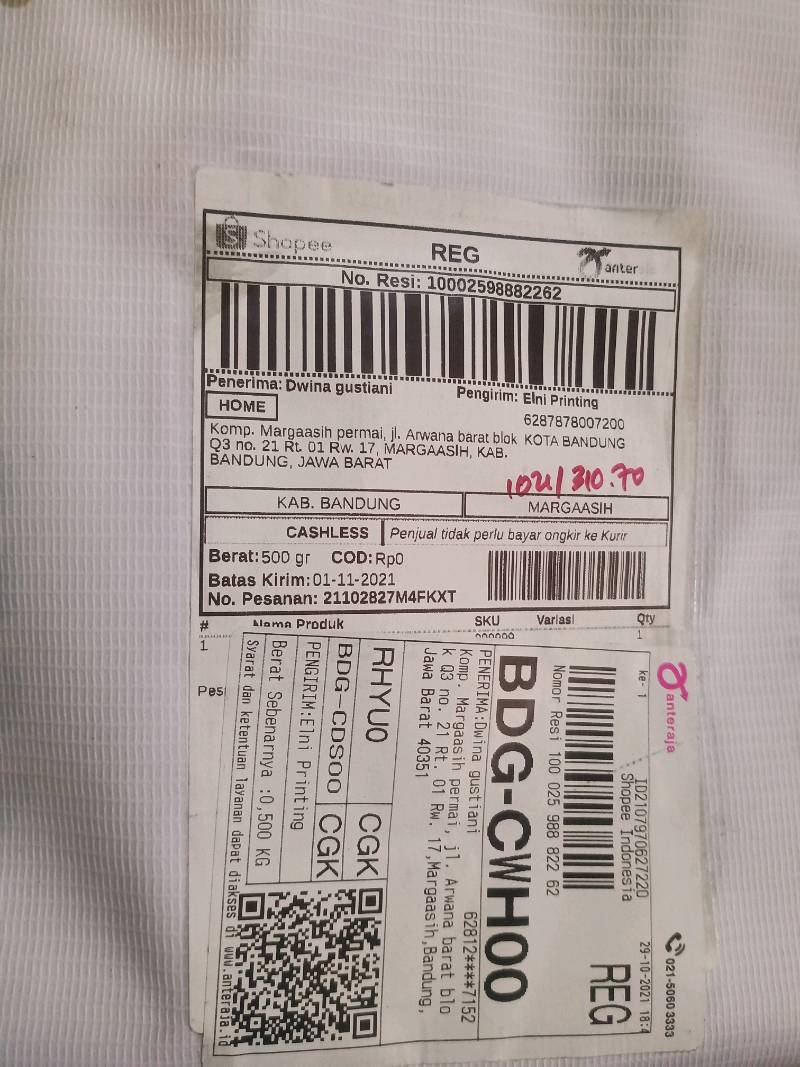 Shopee
REG
anter
No. Resi: 10002598882262
Penerima: Dwina gustiani
Pengirim: Elni Printing
HOME
6287878007200
Komp. Margaasih permai, jl. Arwana barat blok
KOTA BANDUNG
Q3 no. 21 Rt. 01 Rw. 17, MARGAASIH, KAB.
BANDUNG, JAWA BARAT
1021/310.70
KAB. BANDUNG
MARGAASIH
CASHLESS
Penjual tidak perlu bayar ongkir ke Kurir
Berat: 500 gr COD: Rp0
Batas Kirim: 01-11-2021
No. Pesanan: 21102827M4FKXT
# Nama Produk SKU Variasi Qty
1 1
Pes
anteraja
021-5060 3333
ke- 1
ID210797062722​0
Shopee Indonesia
29-10-2021 18:4
REG
Nomor Resi 100 025 988 822 62
BDG-CWH00
PENERIMA:Dwina gustiani 62812****7152
Komp. Margaasih permai, jl. Arwana barat blo
k Q3 no. 21 Rt. 01 Rw. 17,Margaasih,Bandung,
Jawa Barat 40351
RHYU0 CGK
BDG-CDS00 CGK
PENGIRIM:Elni Printing
Berat Sebenarnya :0,500 KG
Syarat dan ketentuan layanan dapat diakses di www.anteraja.id